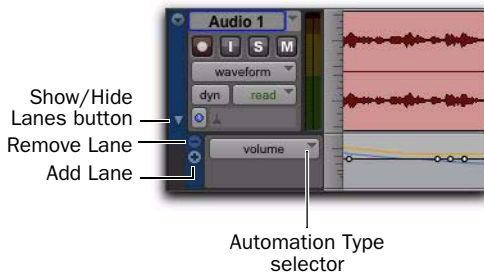 Audio 1
I S M
waveform
dyn read
Show/Hide
Lanes button
Remove Lane
Add Lane
volume
Automation Type
selector